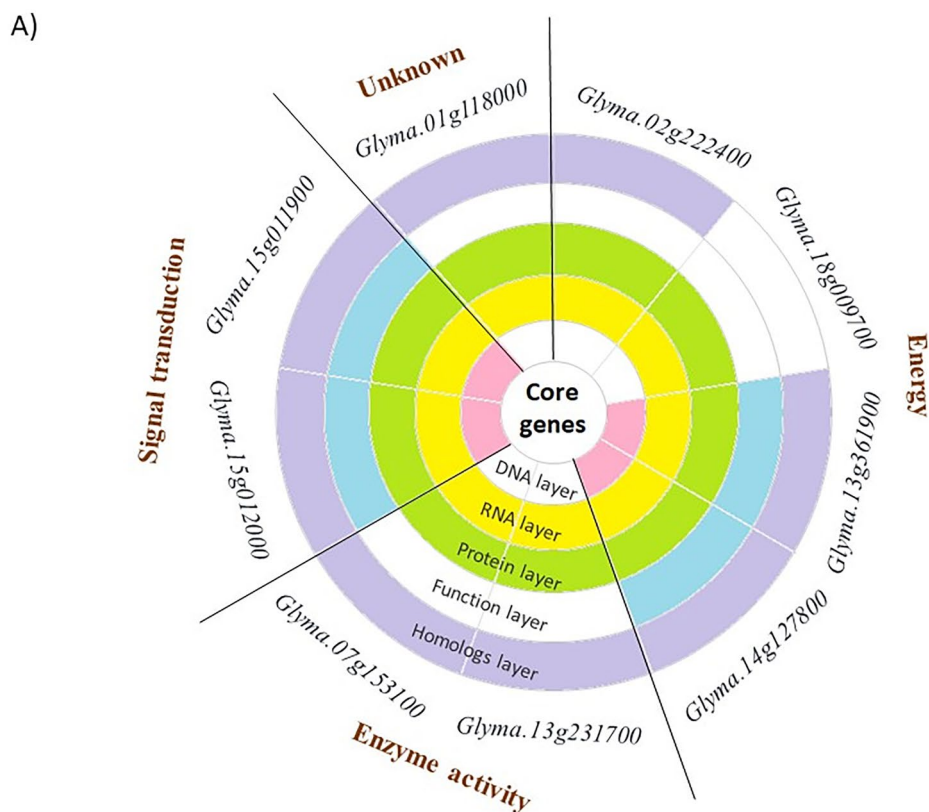 A)
Unknown
Glyma.01g118000
Glyma.02g222400
Glyma.18g009700
Energy
Glyma.13g361900
Glyma.14g127800
Glyma.13g231700
Enzyme activity
Glyma.07g153100
Glyma.15g012000
Signal transduction
Glyma.15g011900
Core
genes
DNA layer
RNA layer
Protein layer
Function layer
Homologs layer